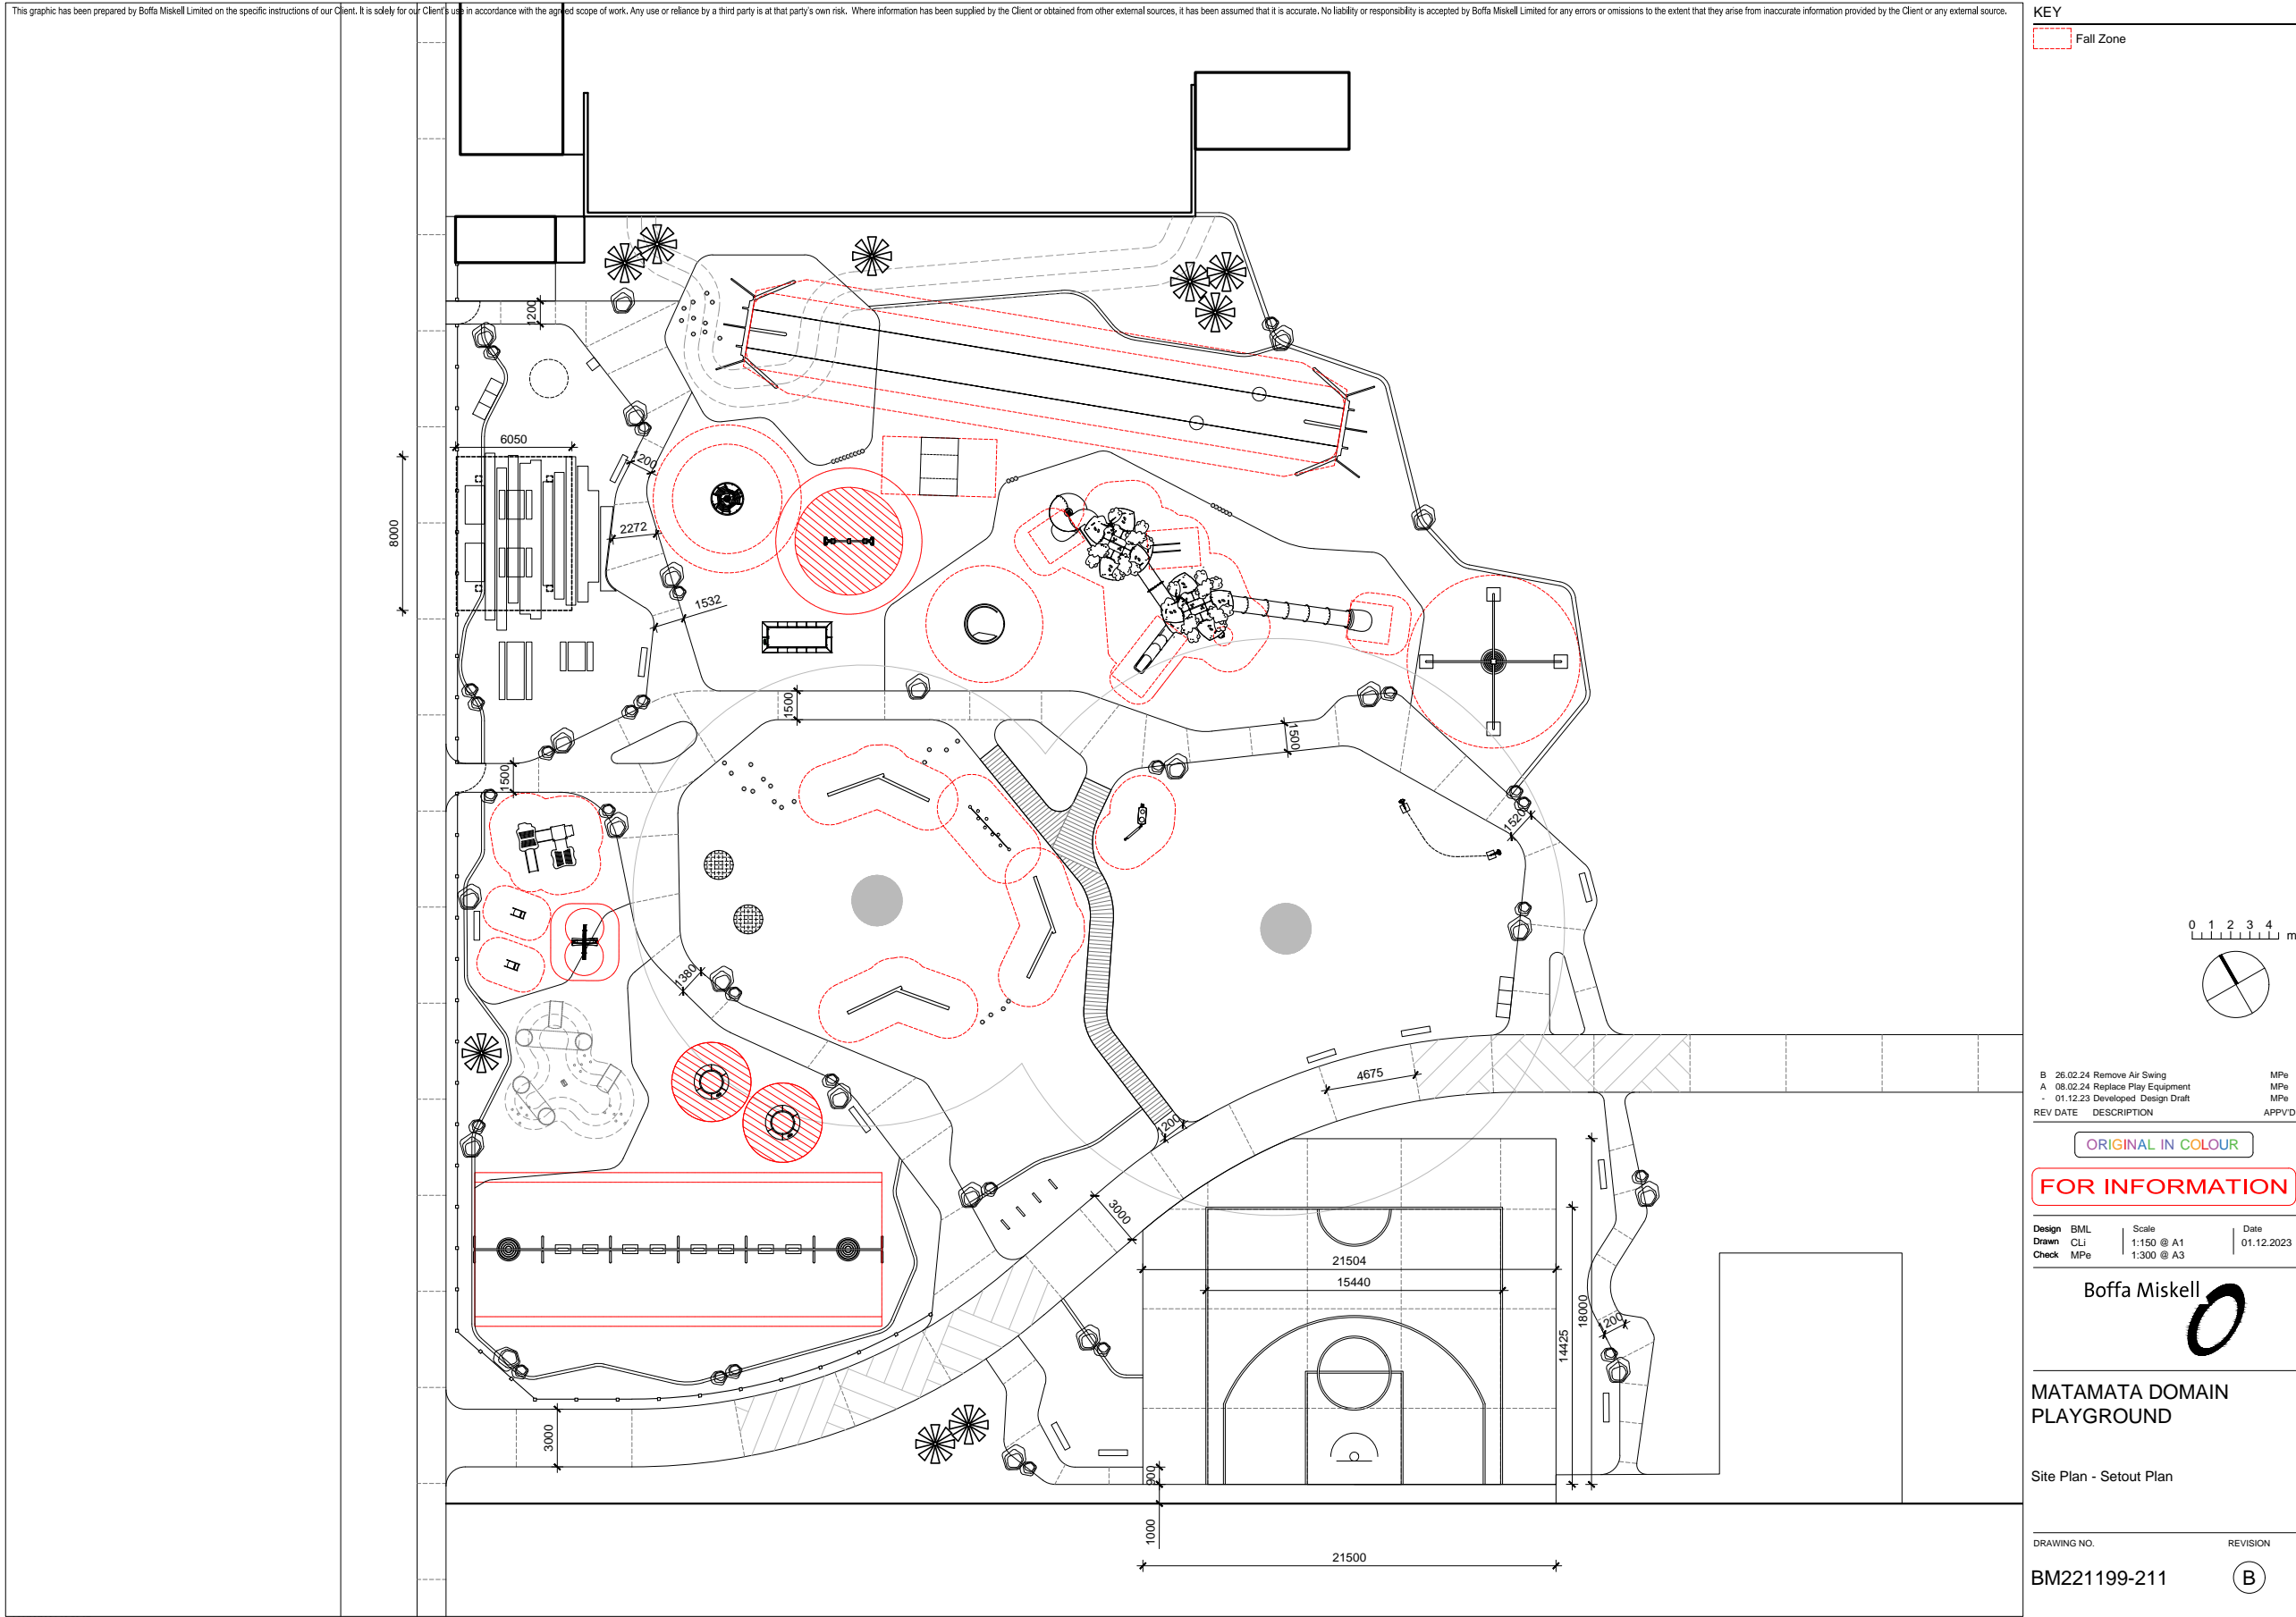 This graphic has been prepared by Boffa Miskell Limited on the specific instructions of our Client. It is solely for our Client's use in accordance with the agreed scope of work. Any use or reliance by a third party is at that party's own risk. Where information has been supplied by the Client or obtained from other external sources, it has been assumed that it is accurate. No liability or responsibility is accepted by Boffa Miskell Limited for any errors or omissions to the extent that they arise from inaccurate information provided by the Client or any external source.
KEY
Fall Zone
1200
6050
1200
8000
2272
1532
1500
1500
1500
1520
1380
4675
1200
3000
21504
15440
18000
14425
1200
3000
900
1000
21500
0 1 2 3 4 m
B 26.02.24 Remove Air Swing MPe
A 08.02.24 Replace Play Equipment MPe
- 01.12.23 Developed Design Draft MPe
REV DATE DESCRIPTION APPV'D
ORIGINAL IN COLOUR
FOR INFORMATION
Design BML Scale Date
Drawn CLi 1:150 @ A1 01.12.2023
Check MPe 1:300 @ A3
Boffa Miskell
MATAMATA DOMAIN
PLAYGROUND
Site Plan - Setout Plan
DRAWING NO. REVISION
BM221199-211 B